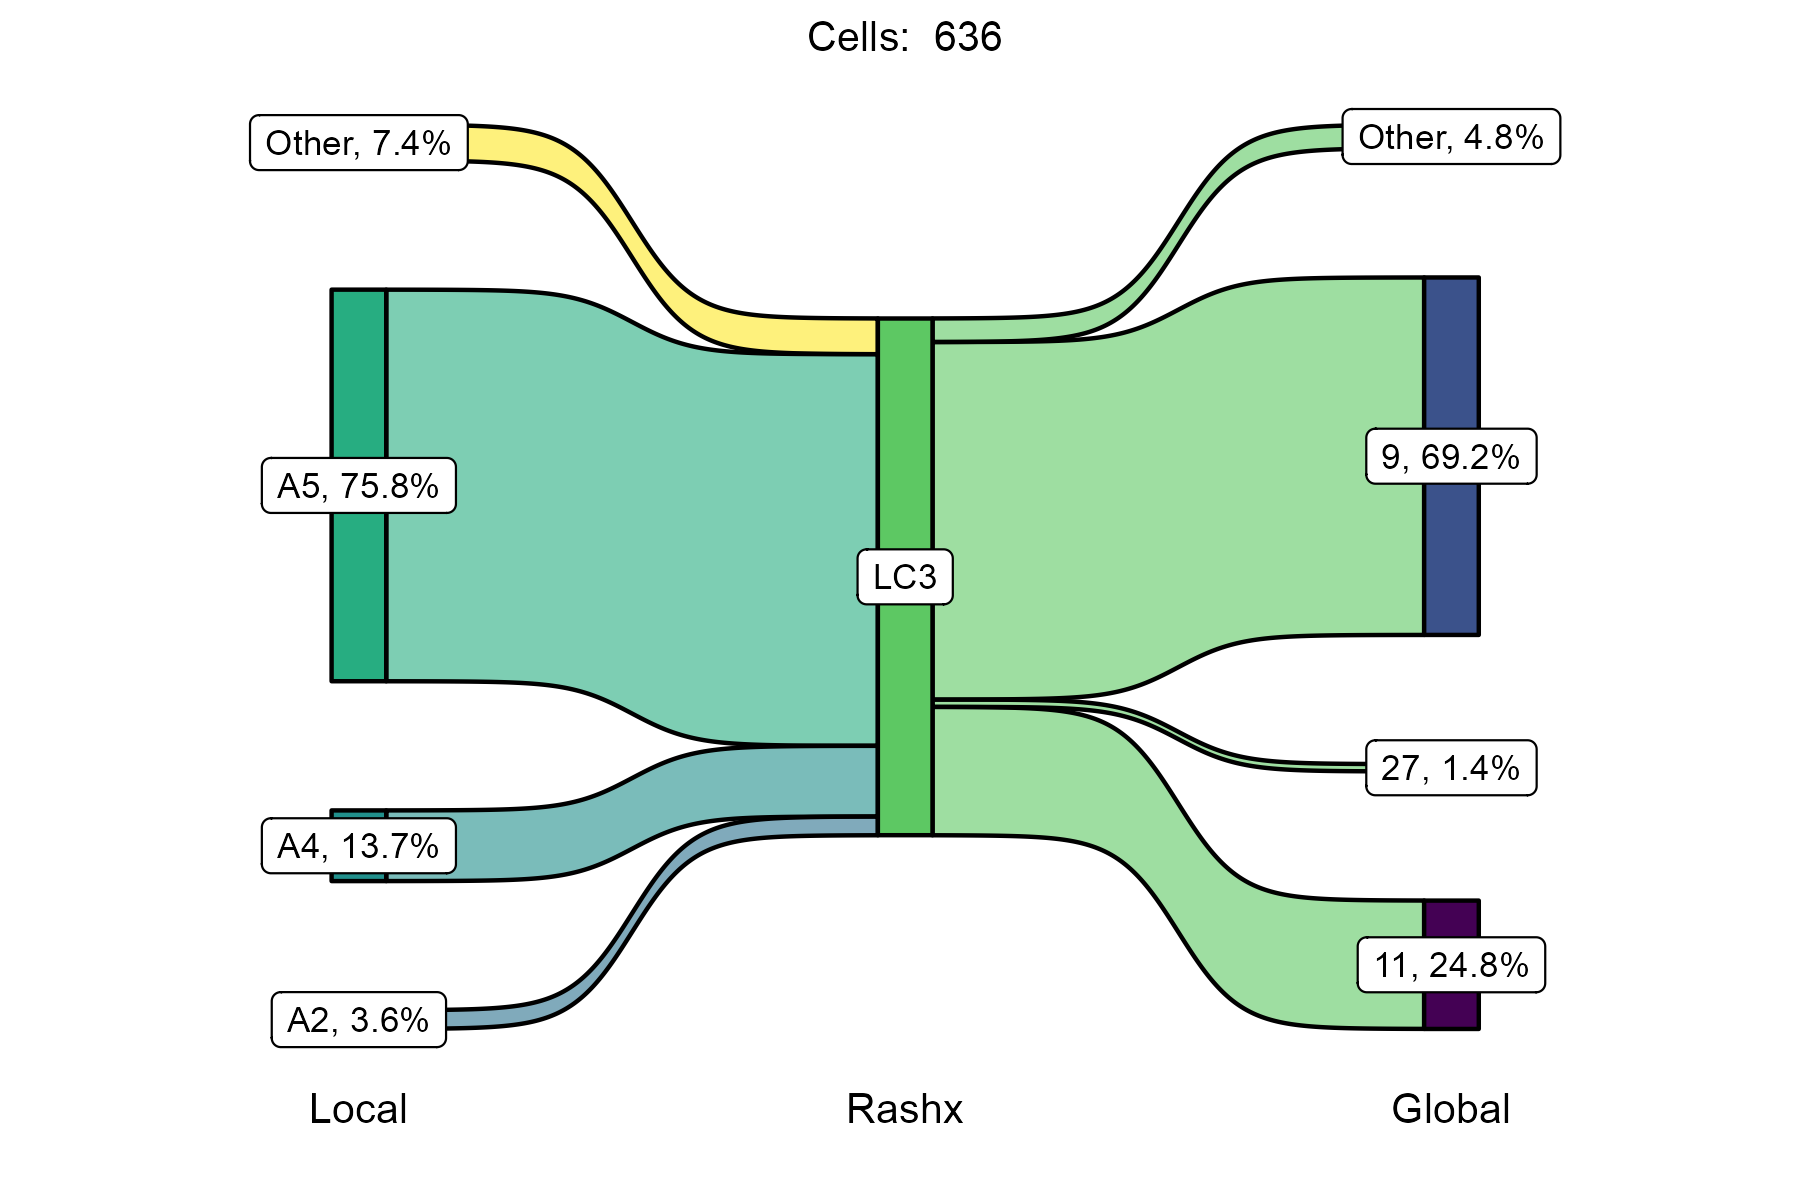 Cells:  636
Other, 7.4%
Other, 4.8%
A5, 75.8%
9, 69.2%
LC3
27, 1.4%
A4, 13.7%
11, 24.8%
A2, 3.6%
Local
Rashx
Global